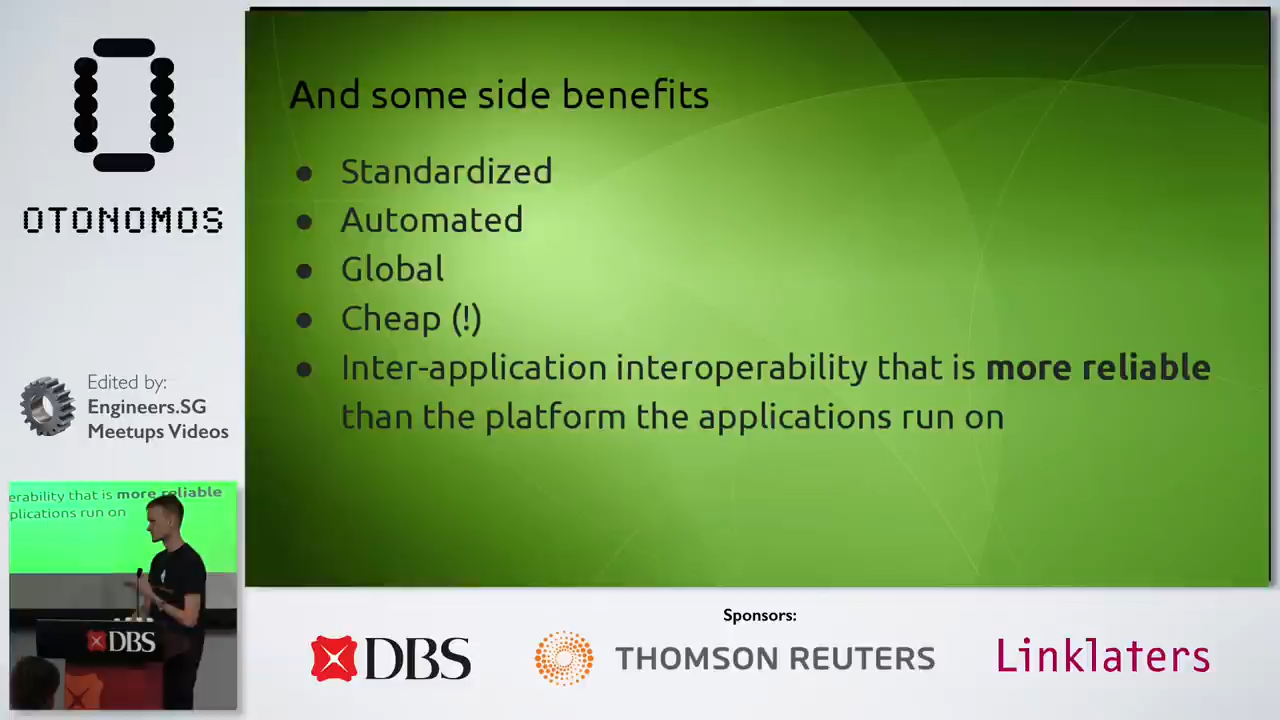 OTONOMOS
Edited by:
Engineers.SG
Meetups Videos
And some side benefits
● Standardized
● Automated
● Global
● Cheap (!)
● Inter-application interoperability that is more reliable
than the platform the applications run on
erability that is more reliable
plications run on
DBS
Sponsors:
DBS
THOMSON REUTERS
Linklaters